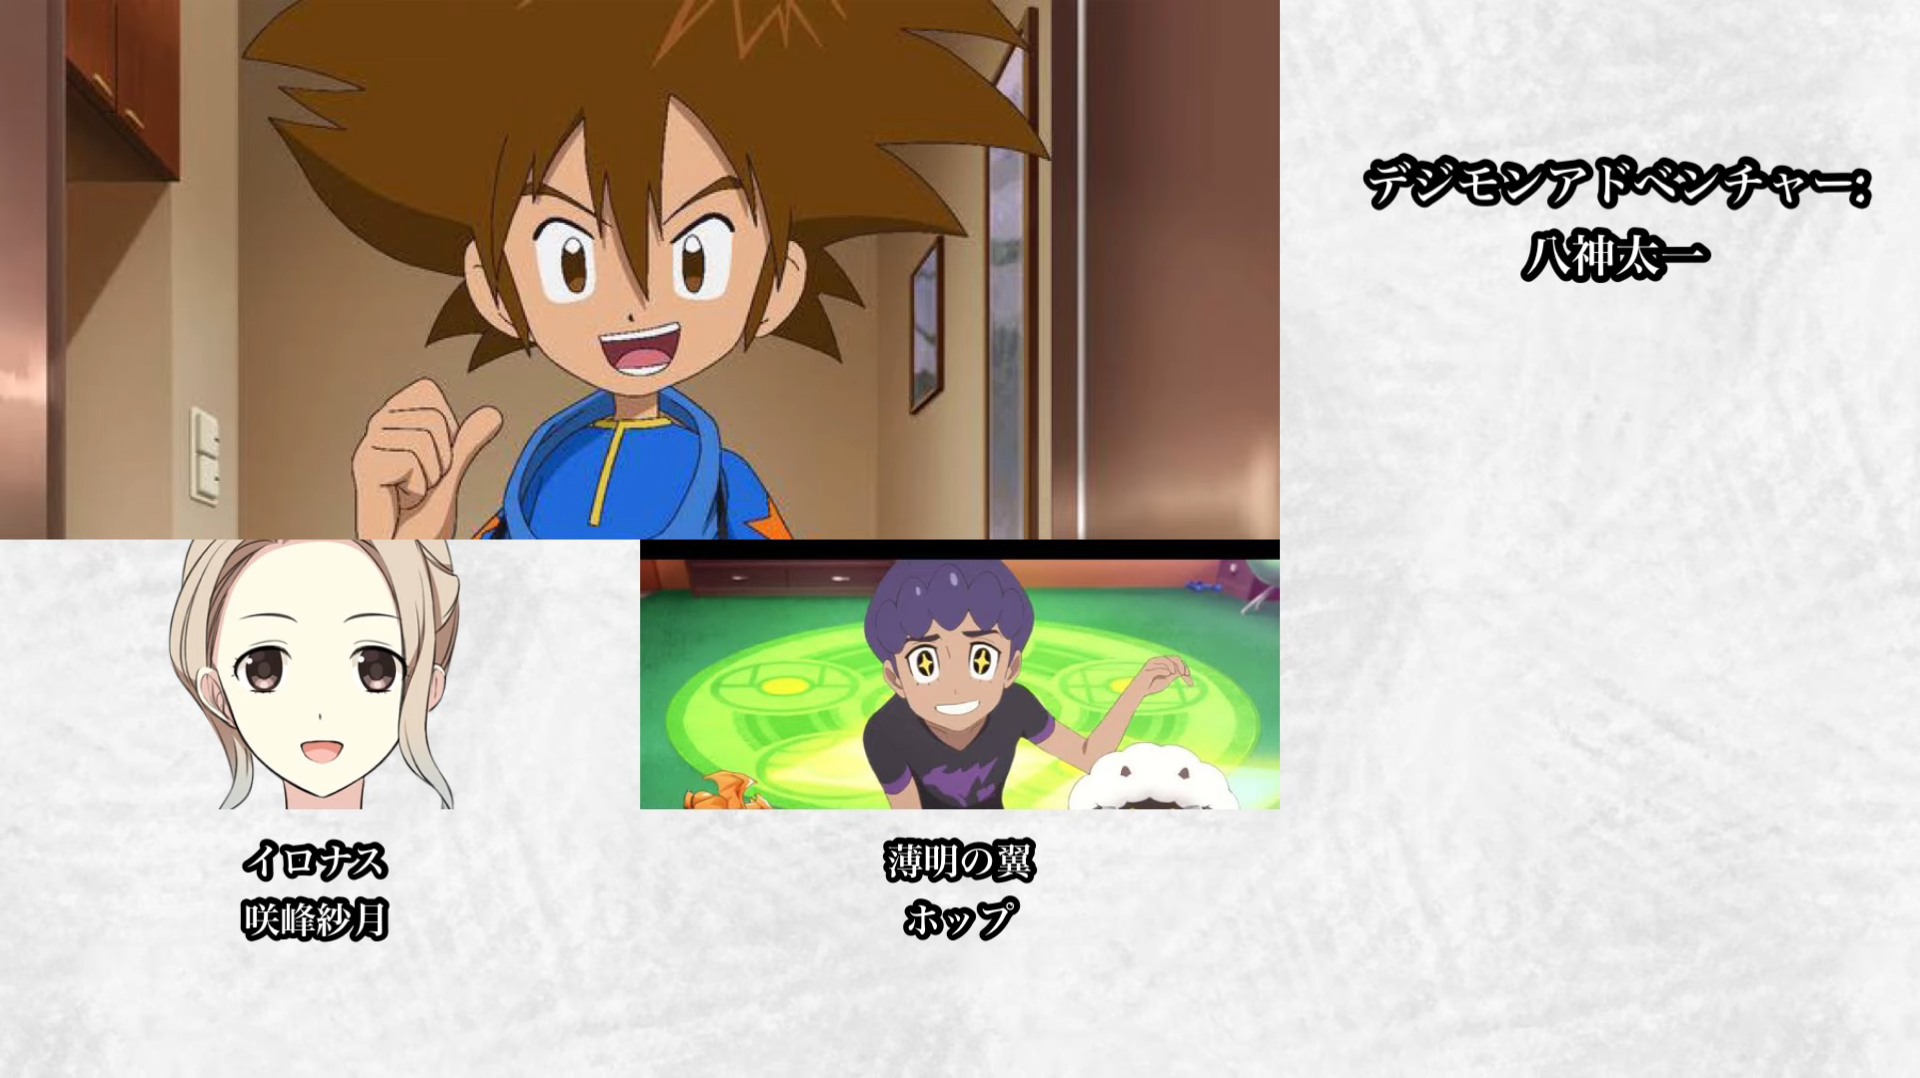 デジモンアドベンチャー:
八神太一
イロナス
咲峰紗月
薄明の翼
ホップ